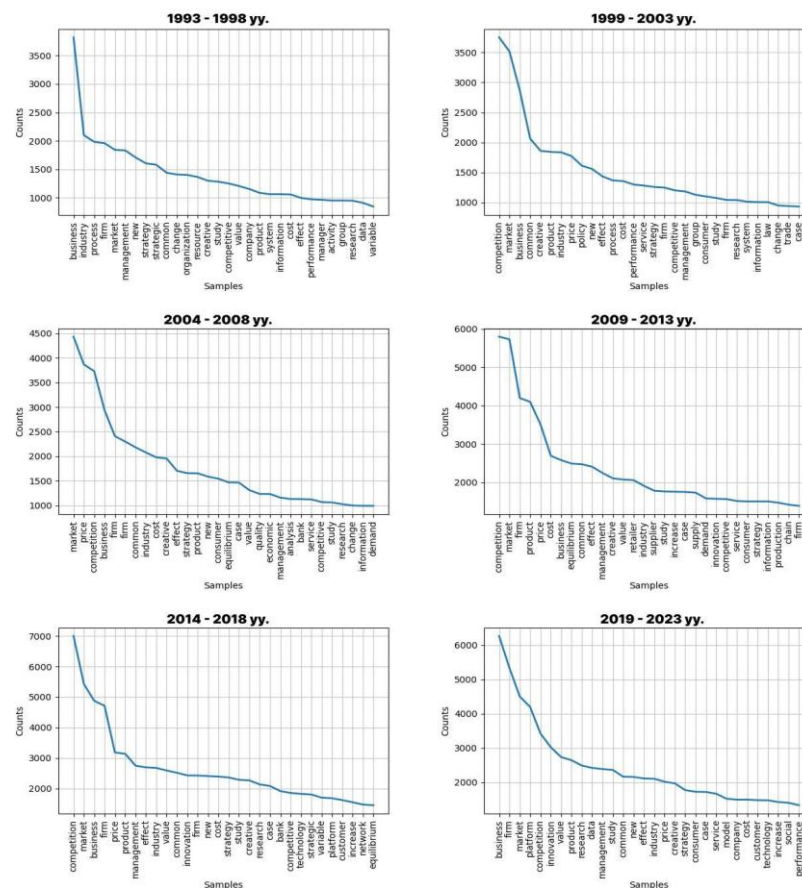 1993 - 1998 yy.
3500
3000
2500
2000
1500
1000
Counts
business industry process firm market management new strategy strategic common change organization resource creative study competitive value company product system information cost effect performance manager activity group research data variable
Samples
1999 - 2003 yy.
3500
3000
2500
2000
1500
1000
Counts
competition market business common creative product industry price policy new effect process cost performance service strategy firm competitive management group consumer study firm research system information law change trade case
Samples
2004 - 2008 yy.
4500
4000
3500
3000
2500
2000
1500
1000
Counts
market price competition business firm firm common industry cost creative effect strategy product new consumer equilibrium case value quality economic management analysis bank service competitive study research change information demand
Samples
2009 - 2013 yy.
6000
5000
4000
3000
2000
Counts
competition market firm product price cost business equilibrium common effect management creative value retailer industry supplier study increase case supply demand innovation competitive service consumer strategy information production chain firm
Samples
2014 - 2018 yy.
7000
6000
5000
4000
3000
2000
Counts
competition market business firm price product management effect industry value common innovation firm new cost strategy study creative research case bank competitive technology strategic variable platform customer increase network equilibrium
Samples
2019 - 2023 yy.
6000
5000
4000
3000
2000
Counts
business firm market platform competition innovation value product research data management study common new effect industry price creative strategy consumer case service model company cost customer technology increase social performance
Samples